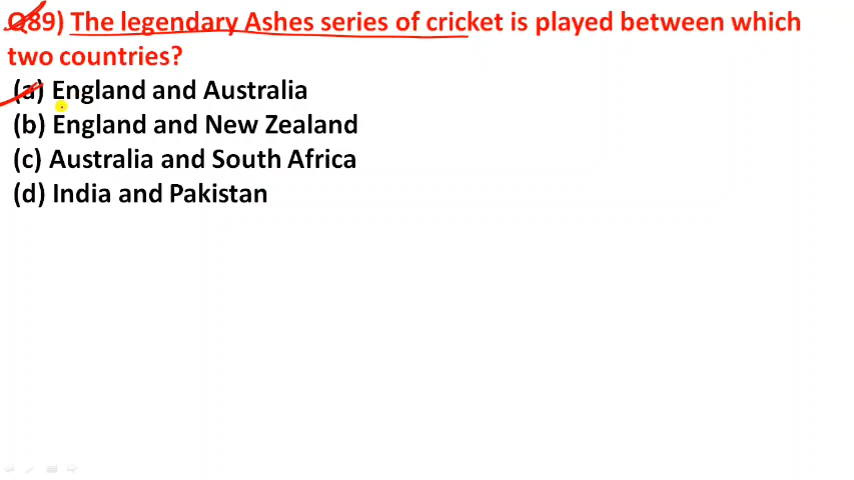 Q89) The legendary Ashes series of cricket is played between which
two countries?
(a) England and Australia
(b) England and New Zealand
(c) Australia and South Africa
(d) India and Pakistan